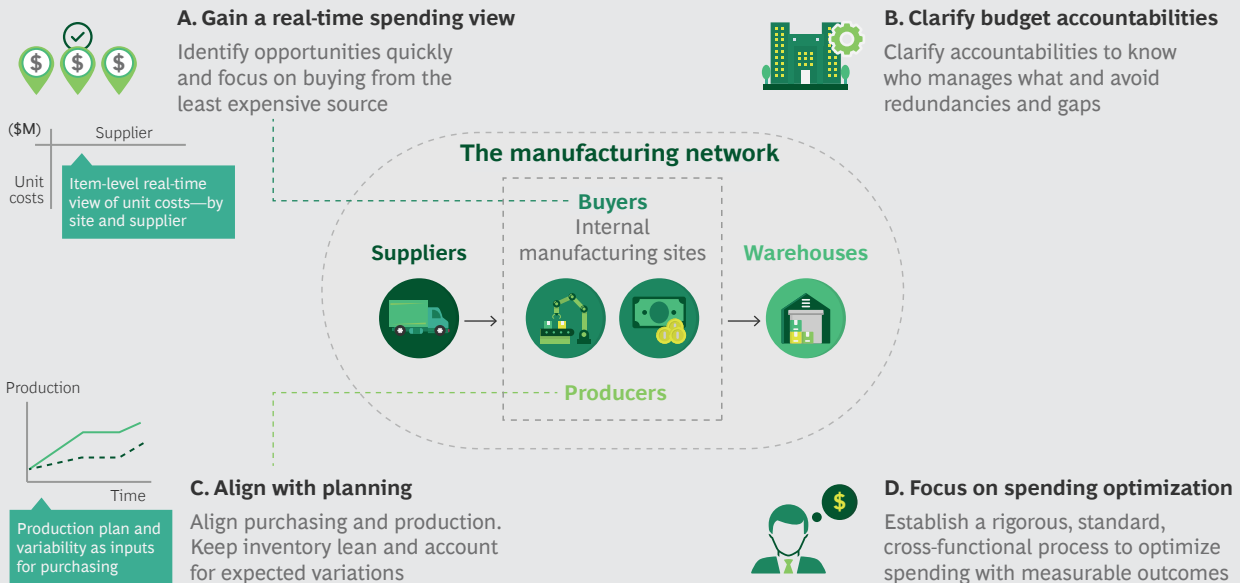 A. Gain a real-time spending view
Identify opportunities quickly
and focus on buying from the
least expensive source
B. Clarify budget accountabilities
Clarify accountabilities to know
who manages what and avoid
redundancies and gaps
$ $ $
($M)
Supplier
Unit
costs
Item-level real-time
view of unit costs—by
site and supplier
The manufacturing network
Buyers
Internal
manufacturing sites
Suppliers
Warehouses
Producers
Production
Time
Production plan and
variability as inputs
for purchasing
C. Align with planning
Align purchasing and production.
Keep inventory lean and account
for expected variations
$
D. Focus on spending optimization
Establish a rigorous, standard,
cross-functional process to optimize
spending with measurable outcomes